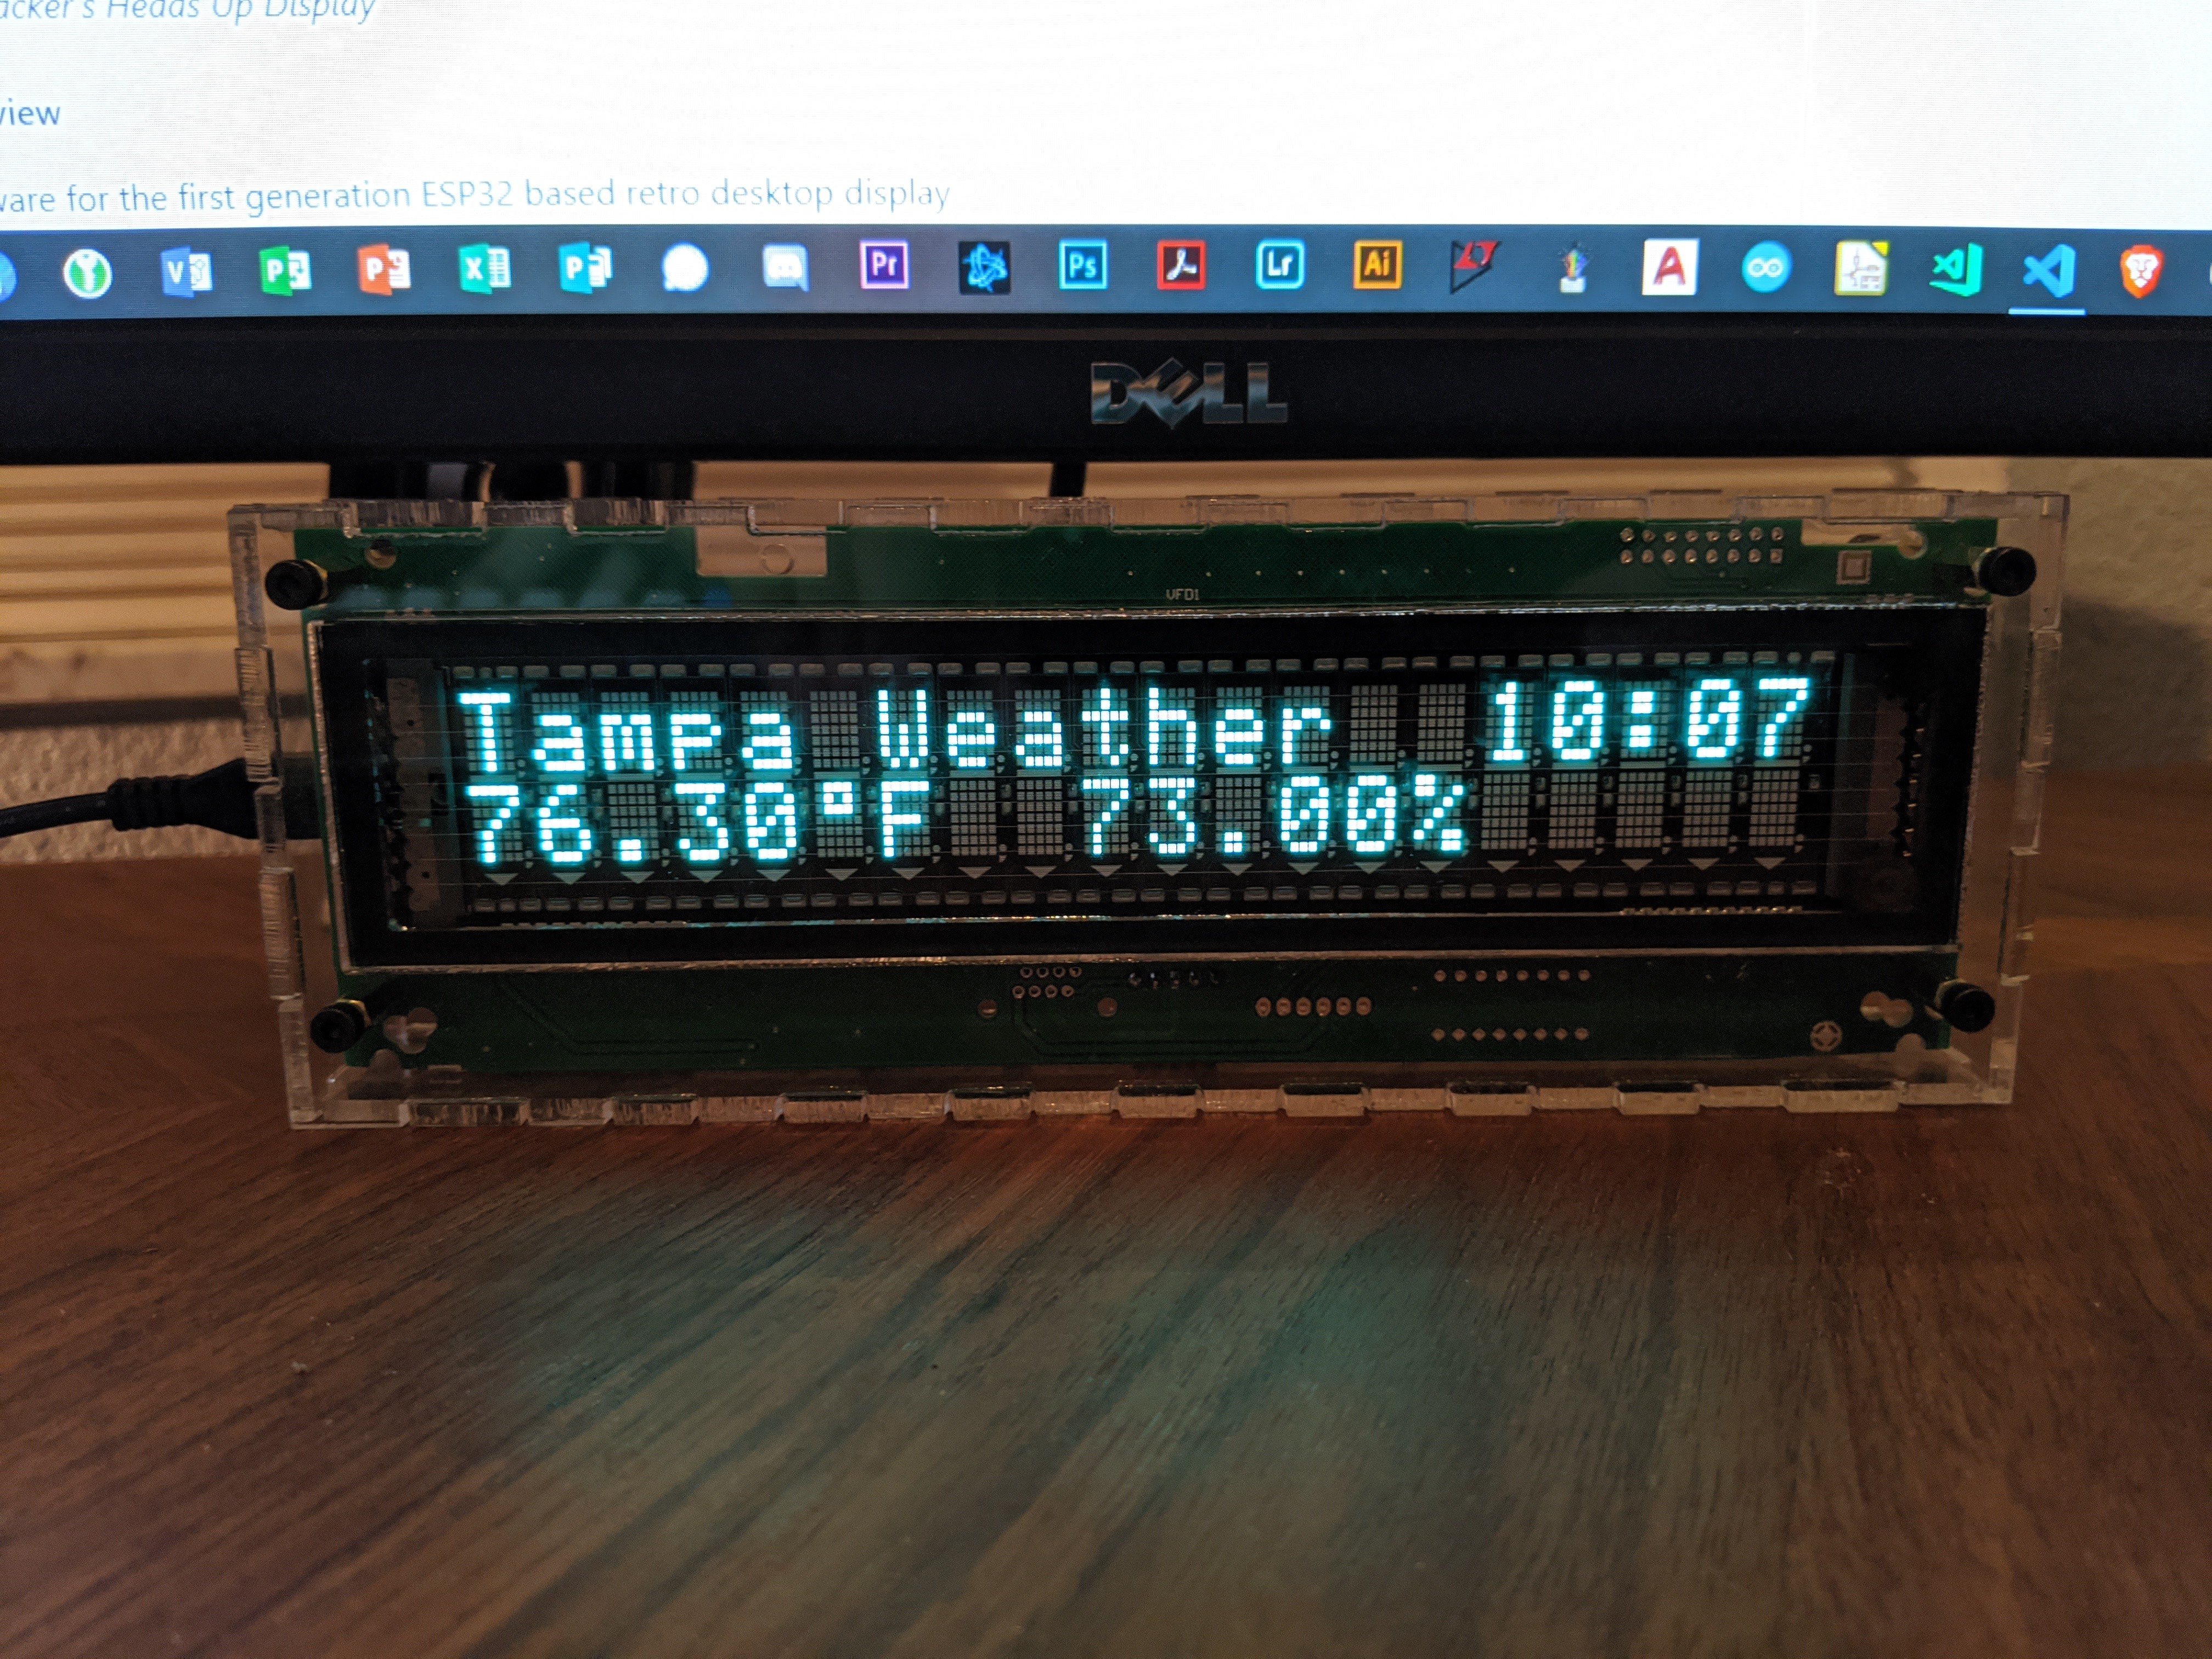 acker's Heads Up Display
view
ware for the first generation ESP32 based retro desktop display
V
P
P
X
P
Pr
Ps
Lr
Ai
A
DELL
VFD1
Tampa Weather 10:07
76.30°F 73.00%